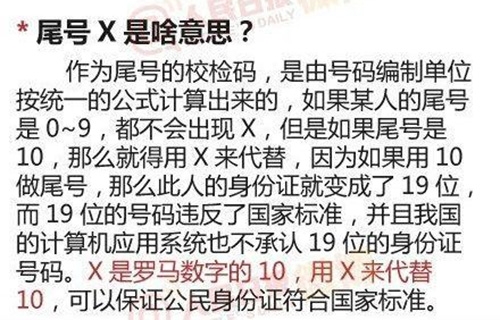 * 尾号 X 是啥意思？
作为尾号的校检码，是由号码编制单位
按统一的公式计算出来的，如果某人的尾号
是 0~9，都不会出现 X，但是如果尾号是
10，那么就得用 X 来代替，因为如果用 10
做尾号，那么此人的身份证就变成了 19 位，
而 19 位的号码违反了国家标准，并且我国
的计算机应用系统也不承认 19 位的身份证
号码。X 是罗马数字的 10，用 X 来代替
10，可以保证公民身份证符合国家标准。